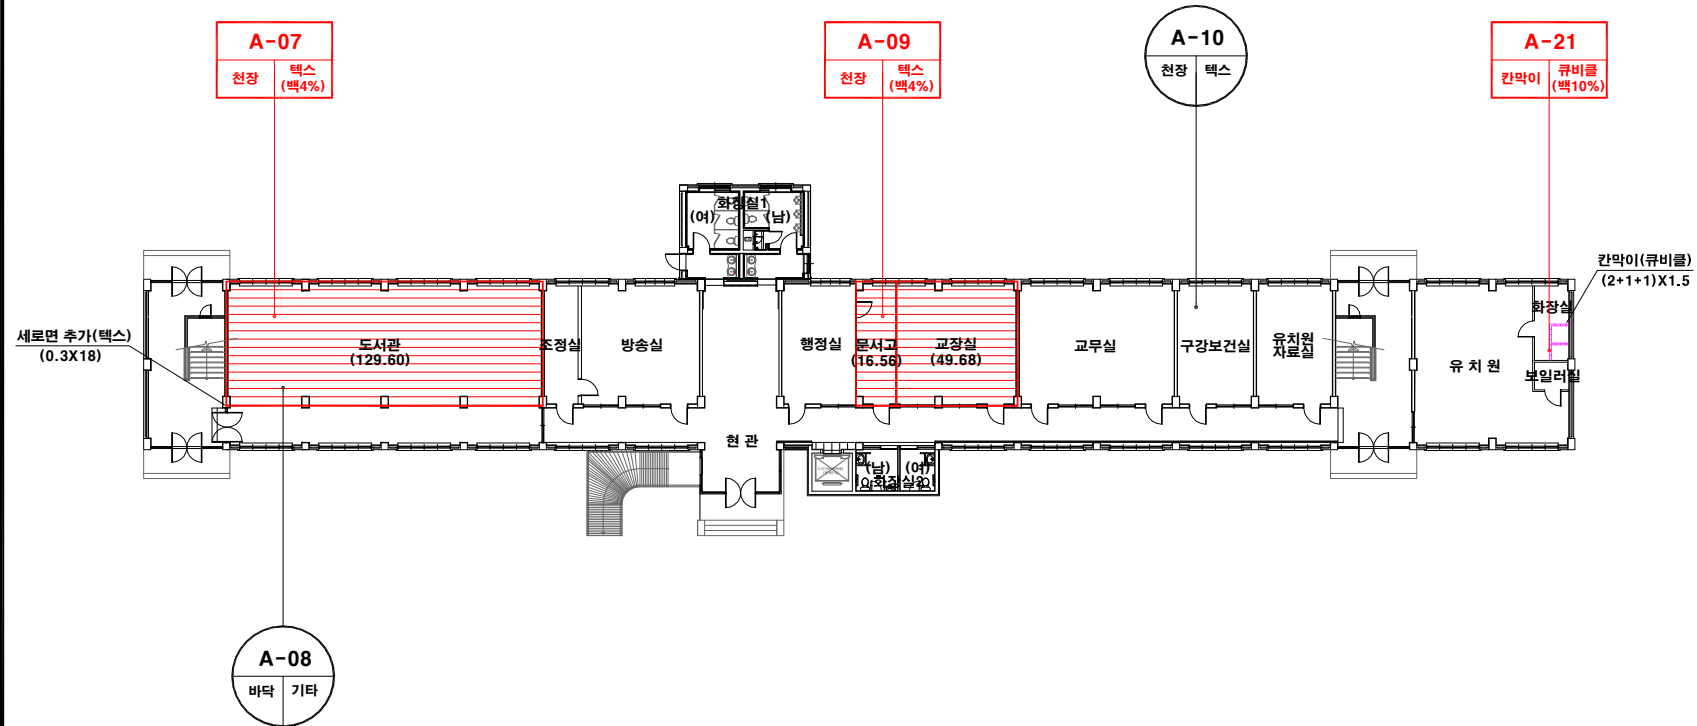 A-07
천장
텍스
(백4%)
A-09
천장
텍스
(백4%)
A-10
천장
텍스
A-21
칸막이
큐비클
(백10%)
화장실1
(여)
(남)
칸막이(큐비클)
(2+1+1)X1.5
세로면 추가(텍스)
(0.3X18)
도서관
(129.60)
조정실
방송실
행정실
문서고
(16.56)
교장실
(49.68)
교무실
구강보건실
유치원
자료실
유 치 원
화장실
보일러실
현 관
(남)
(여)
화장실2
A-08
바닥
기타